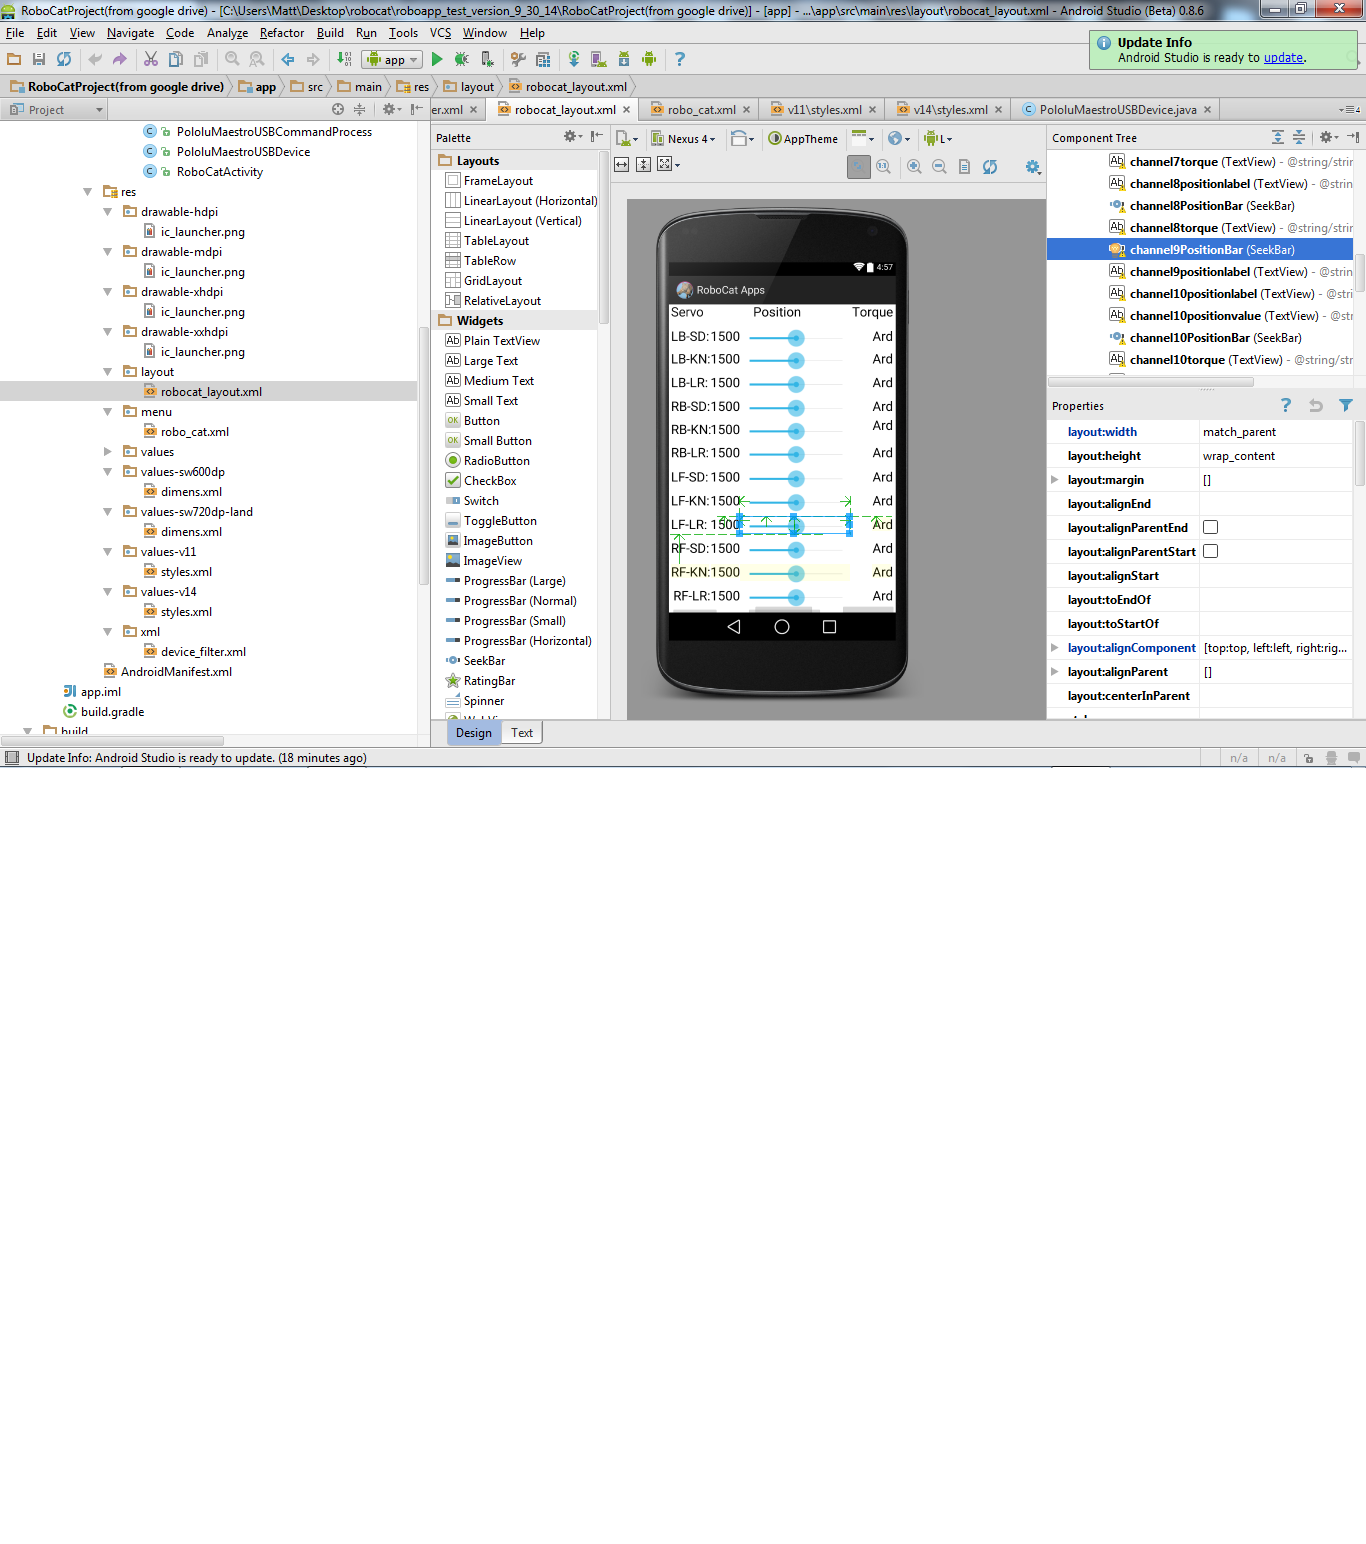 RoboCatProject(from google drive) - [C:\Users\Matt\Desktop\robocat\roboapp_test_version_9_30_14\RoboCatProject(from google drive)] - [app] - ...\app\src\main\res\layout\robocat_layout.xml - Android Studio (Beta) 0.8.6
File Edit View Navigate Code Analyze Refactor Build Run Tools VCS Window Help
Update Info
Android Studio is ready to update.
app
RoboCatProject(from google drive) app src main res layout robocat_layout.xml
Project
er.xml robocat_layout.xml robo_cat.xml v11\styles.xml v14\styles.xml PololuMaestroUSBDevice.java
PololuMaestroUSBCommandProcess
PololuMaestroUSBDevice
RoboCatActivity
res
drawable-hdpi
ic_launcher.png
drawable-mdpi
ic_launcher.png
drawable-xhdpi
ic_launcher.png
drawable-xxhdpi
ic_launcher.png
layout
robocat_layout.xml
menu
robo_cat.xml
values
values-sw600dp
dimens.xml
values-sw720dp-land
dimens.xml
values-v11
styles.xml
values-v14
styles.xml
xml
device_filter.xml
AndroidManifest.xml
app.iml
build.gradle
build
Palette
Layouts
FrameLayout
LinearLayout (Horizontal)
LinearLayout (Vertical)
TableLayout
TableRow
GridLayout
RelativeLayout
Widgets
Plain TextView
Large Text
Medium Text
Small Text
Button
Small Button
RadioButton
CheckBox
Switch
ToggleButton
ImageButton
ImageView
ProgressBar (Large)
ProgressBar (Normal)
ProgressBar (Small)
ProgressBar (Horizontal)
SeekBar
RatingBar
Spinner
Design Text
Nexus 4 AppTheme L
4:57
RoboCat Apps
Servo Position Torque
LB-SD:1500 Ard
LB-KN:1500 Ard
LB-LR: 1500 Ard
RB-SD:1500 Ard
RB-KN:1500 Ard
RB-LR:1500 Ard
LF-SD: 1500 Ard
LF-KN:1500 Ard
LF-LR: 1500 Ard
RF-SD:1500 Ard
RF-KN:1500 Ard
RF-LR:1500 Ard
Component Tree
channel7torque (TextView) - @string/strin
channel8positionlabel (TextView) - @strin
channel8PositionBar (SeekBar)
channel8torque (TextView) - @string/strin
channel9PositionBar (SeekBar)
channel9positionlabel (TextView) - @strin
channel10positionlabel (TextView) - @stri
channel10positionvalue (TextView) - @stri
channel10PositionBar (SeekBar)
channel10torque (TextView) - @string/str
Properties
layout:width match_parent
layout:height wrap_content
layout:margin []
layout:alignEnd
layout:alignParentEnd
layout:alignParentStart
layout:alignStart
layout:toEndOf
layout:toStartOf
layout:alignComponent [top:top, left:left, right:rig...
layout:alignParent []
layout:centerInParent
Update Info: Android Studio is ready to update. (18 minutes ago)
n/a n/a